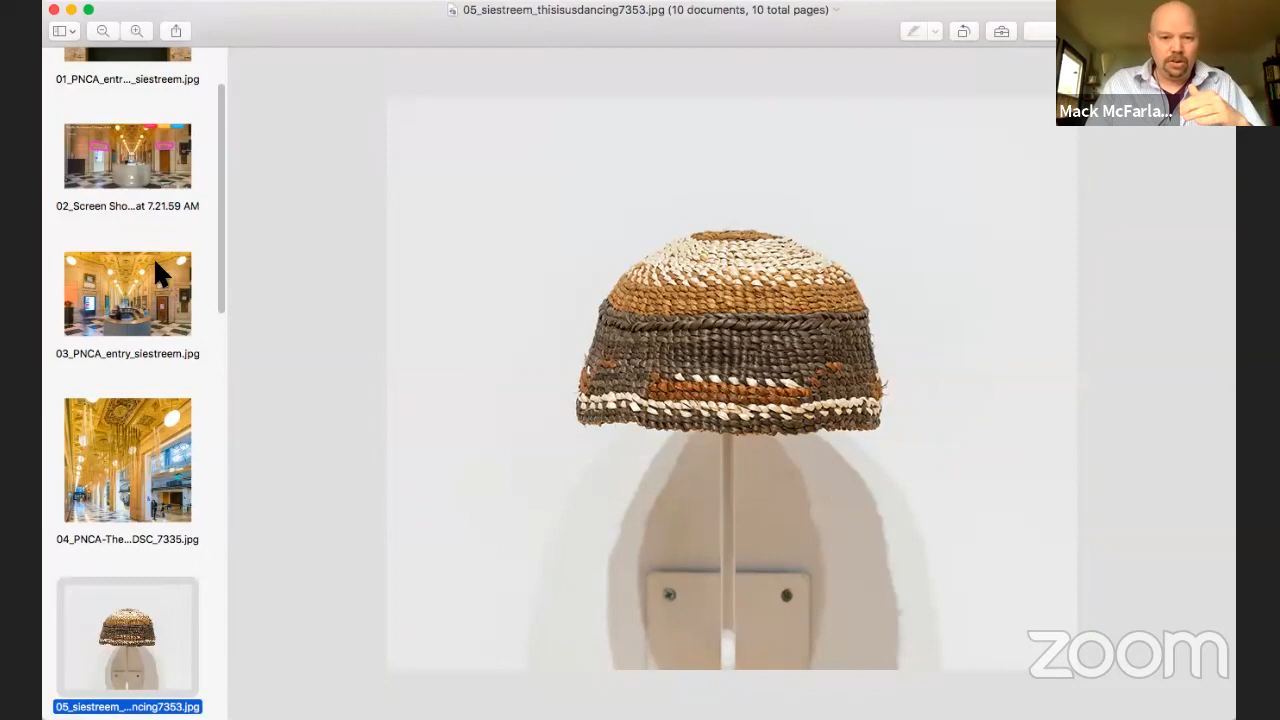 05_siestreem_thisisusdancing7353.jpg (10 documents, 10 total pages)
01_PNCA_entr..._siestreem.jpg
02_Screen Sho...at 7.21.59 AM
03_PNCA_entry_siestreem.jpg
04_PNCA-The...DSC_7335.jpg
05_siestreem_...ncing7353.jpg
Mack McFarla...
zoom